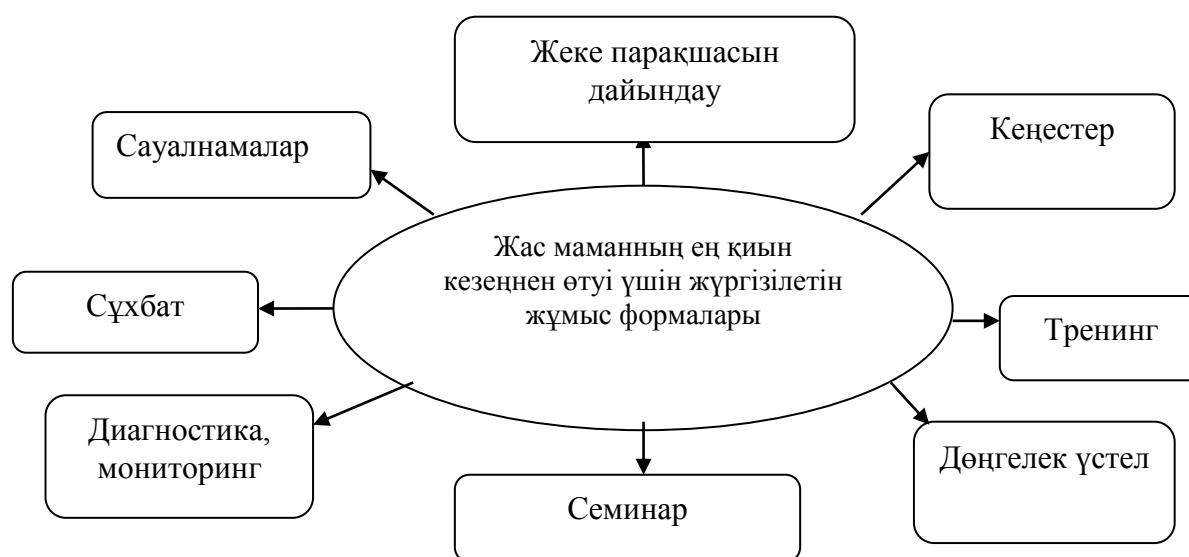 Жеке парақшасын
дайындау
Сауалнамалар
Кеңестер
Жас маманның ең қиын
кезеңнен өтуі үшін жүргізілетін
жұмыс формалары
Сұхбат
Тренинг
Диагностика,
мониторинг
Дөңгелек үстел
Семинар